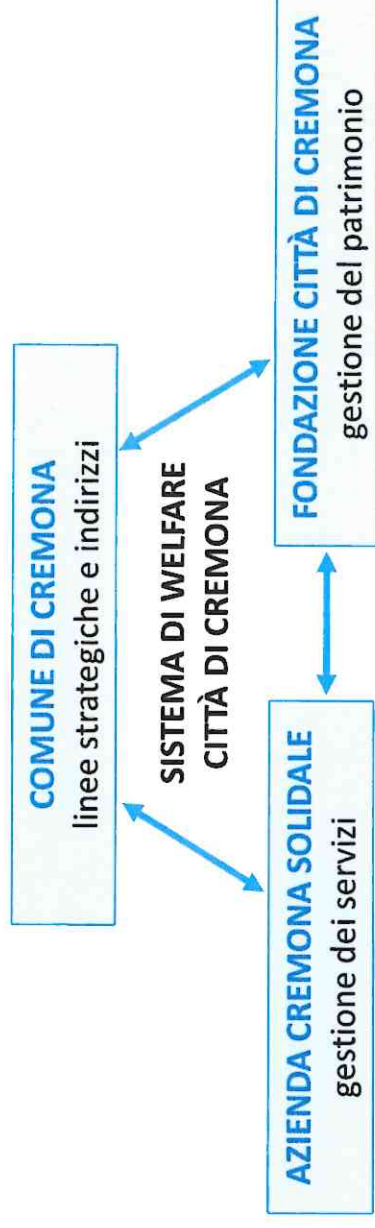 COMUNE DI CREMONA
linee strategiche e indirizzi
SISTEMA DI WELFARE
CITTÀ DI CREMONA
AZIENDA CREMONA SOLIDALE
gestione dei servizi
FONDAZIONE CITTÀ DI CREMONA
gestione del patrimonio